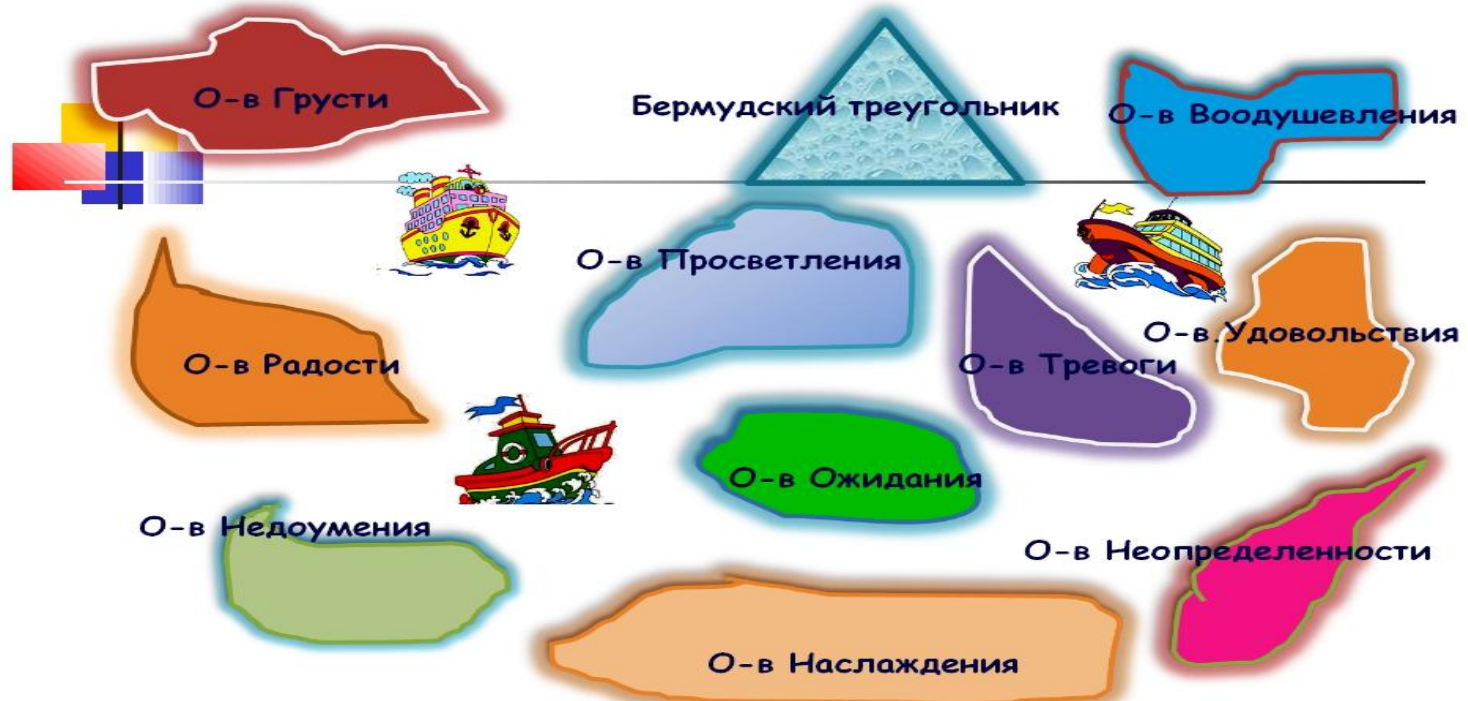 О-в Грусти
Бермудский треугольник
О-в Воодушевления
О-в Просветления
О-в.Удовольствия
О-в Радости
О-в Тревоги
О-в Ожидания
О-в Недоумения
О-в Неопределенности
О-в Наслаждения